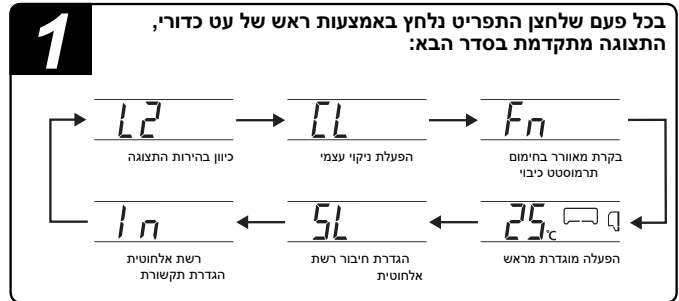 1
בכל פעם שלחצן התפריט נלחץ באמצעות ראש של עט כדורי,
התצוגה מתקדמת בסדר הבא:
L2
CL
Fn
כיוון בהירות התצוגה
הפעלת ניקוי עצמי
בקרת מאוורר בחימום
תרמוסטט כיבוי
In
SL
25°C
רשת אלחוטית
הגדרת תקשורת
הגדרת חיבור רשת
אלחוטית
הפעלה מוגדרת מראש